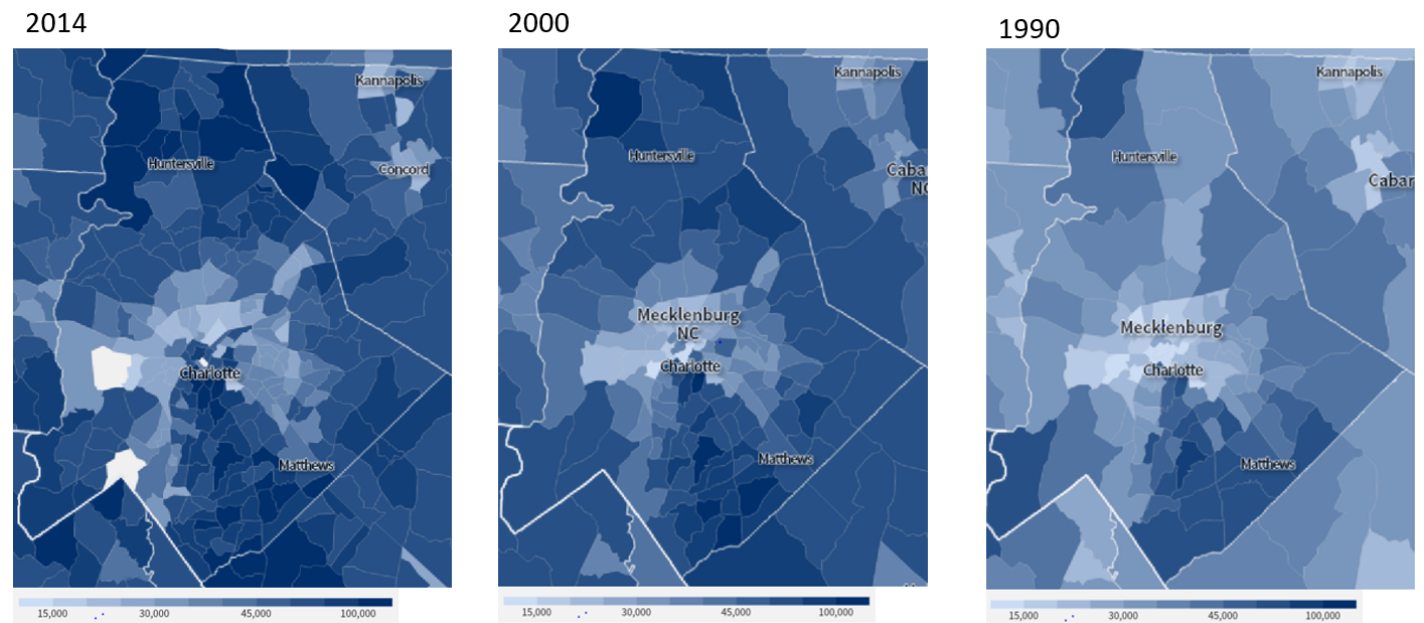 2014
Kannapolis
Huntersville
Concord
Charlotte
Matthews
15,000 30,000 45,000 100,000
2000
Kannapolis
Huntersville
Caba
NC
Mecklenburg
NC
Charlotte
Matthews
15,000 30,000 45,000 100,000
1990
Kannapolis
Huntersville
Cabar
Mecklenburg
Charlotte
Matthews
15,000 30,000 45,000 100,000